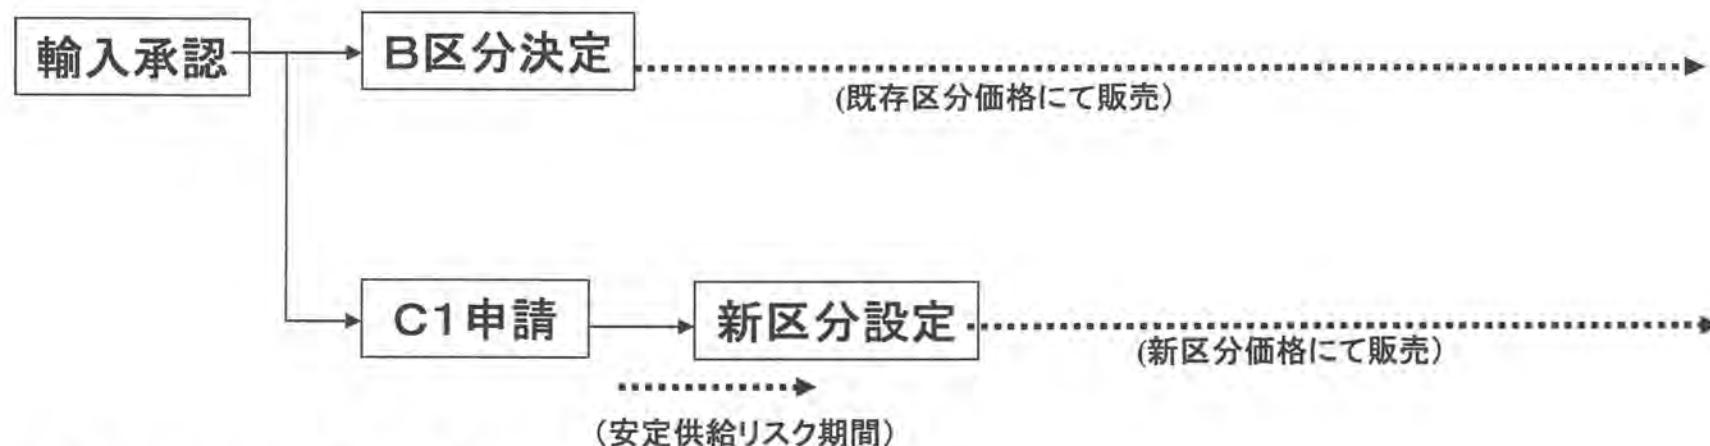 輸入承認
B区分決定
(既存区分価格にて販売)
C1申請
新区分設定
(新区分価格にて販売)
(安定供給リスク期間)